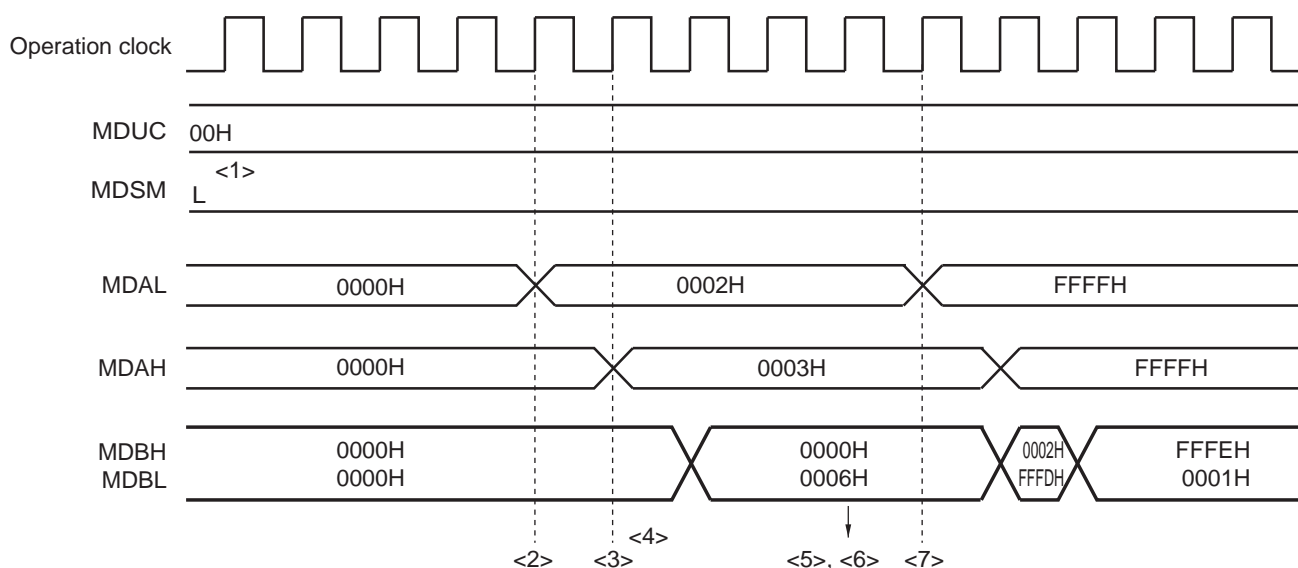 Operation clock
MDUC 00H
<1>
MDSM L
MDAL 0000H 0002H FFFFH
MDAH 0000H 0003H FFFFH
MDBH 0000H 0000H 0002H FFFEH
MDBL 0000H 0006H FFFDH 0001H
<4>
<2> <3> <5>, <6> <7>